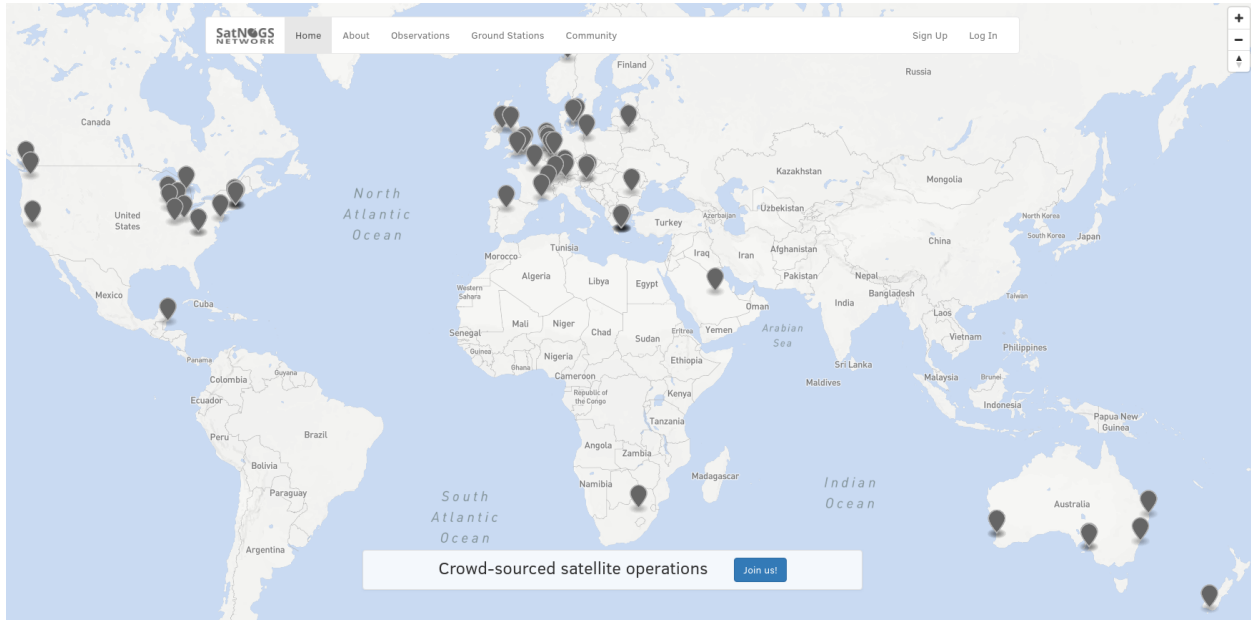 SatNOGS
NETWORK
Home
About
Observations
Ground Stations
Community
Sign Up
Log In
+
−
Finland
Russia
Canada
Kazakhstan
Mongolia
North
Atlantic
Ocean
United
States
Uzbekistan
Azerbaijan
Turkey
North Korea
South Korea
Japan
China
Tunisia
Morocco
Iraq
Iran
Afghanistan
Algeria
Libya
Egypt
Pakistan
Nepal
Western
Sahara
Mexico
Cuba
Bangladesh
India
Taiwan
Oman
Laos
Mali
Niger
Chad
Sudan
Eritrea
Yemen
Arabian
Sea
Senegal
Vietnam
Philippines
Guinea
Ghana
Nigeria
Ethiopia
Panama
Guyana
Colombia
Cameroon
Sri Lanka
Maldives
Malaysia
Brunei
Ecuador
Republic of
the Congo
Kenya
Indonesia
Tanzania
Papua New
Guinea
Peru
Brazil
Angola
Zambia
Bolivia
Namibia
Madagascar
Indian
Ocean
Paraguay
South
Atlantic
Ocean
Australia
Argentina
Crowd-sourced satellite operations
Join us!